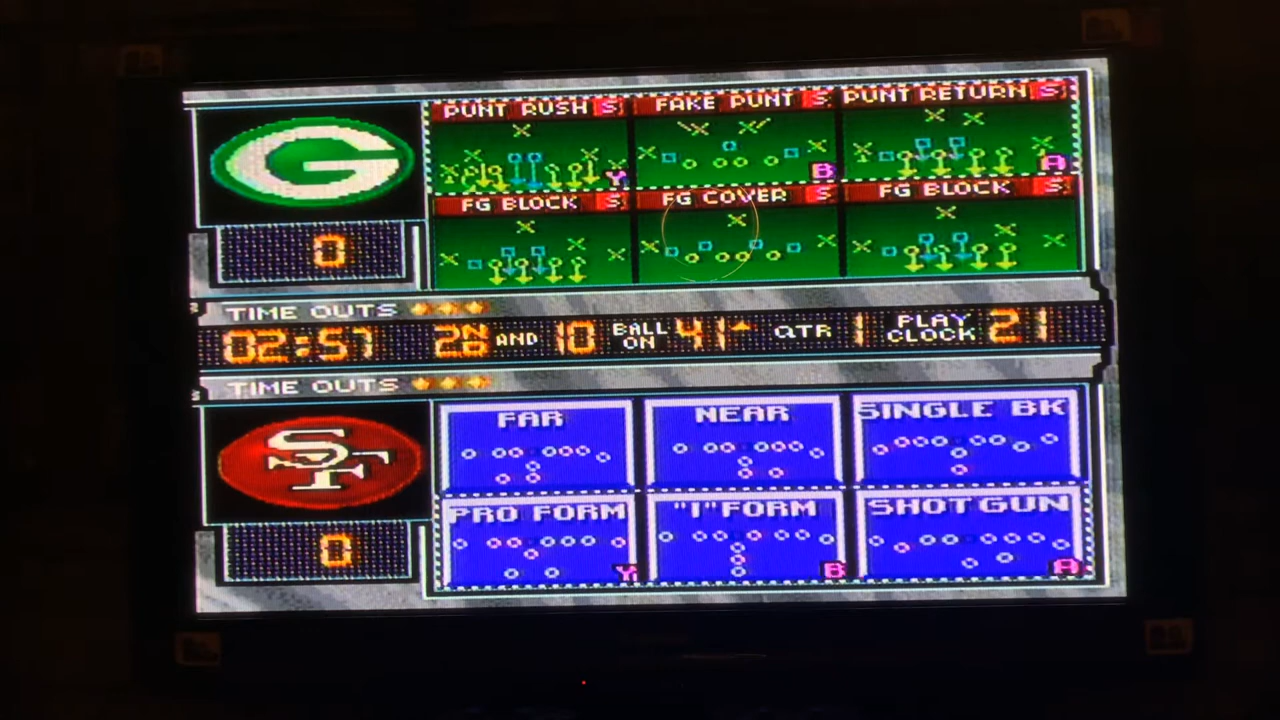 PUNT RUSH S FAKE PUNT S PUNT RETURN S
Y B A
FG BLOCK S FG COVER S FG BLOCK S
G
0
TIME OUTS
02:57 2ND AND 10 BALL ON 41 QTR 1 PLAY CLOCK 21
TIME OUTS
SF
0
FAR NEAR SINGLE BK
PRO FORM "I" FORM SHOTGUN
Y B A